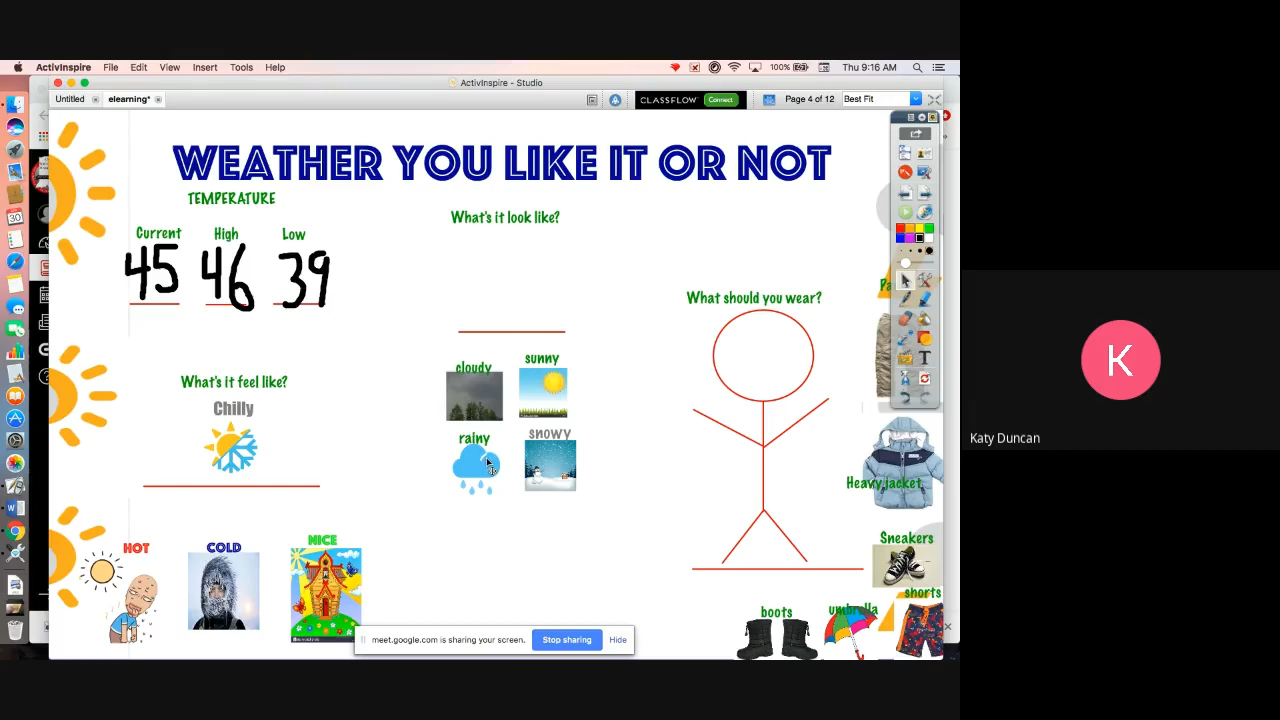 ActivInspire File Edit View Insert Tools Help 100% Thu 9:16 AM
ActivInspire - Studio
Untitled elearning* CLASSFLOW Connect Page 4 of 12 Best Fit
WEATHER YOU LIKE IT OR NOT
TEMPERATURE
What's it look like?
Current High Low
45 46 39
What should you wear?
cloudy sunny
What's it feel like?
Chilly
rainy snowy
Katy Duncan
K
Heavy jacket
Sneakers
HOT COLD NICE
shorts
boots umbrella
meet.google.com is sharing your screen. Stop sharing Hide
30
T